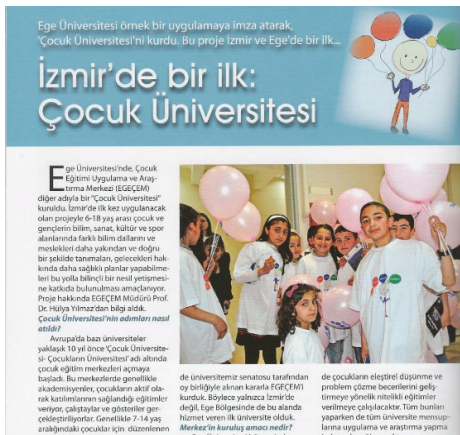 Ege Üniversitesi örnek bir uygulamaya imza atarak,
'Çocuk Üniversitesi'ni kurdu. Bu proje İzmir ve Ege'de bir ilk...
İzmir'de bir ilk:
Çocuk Üniversitesi
Ege Üniversitesi'nde, Çocuk
Eğitimi Uygulama ve Araş-
tırma Merkezi (EGEÇEM)
diğer adıyla bir "Çocuk Üniversitesi"
kuruldu. İzmir'de ilk kez uygulanacak
olan projeyle 6-18 yaş arası çocuk ve
gençlerin bilim, sanat, kültür ve spor
alanlarında farklı bilim dallarını ve
meslekleri daha yakından ve doğru
bir şekilde tanımaları, gelecekleri hak-
kında daha sağlıklı planlar yapabilme-
leri bu yolla bilinçli bir nesil yetişmesi-
ne katkıda bulunulması amaçlanıyor.
Proje hakkında EGEÇEM Müdürü Prof.
Dr. Hülya Yılmaz'dan bilgi aldık.
Çocuk Üniversitesi'nin adımları nasıl
atıldı?
Avrupa'da bazı üniversiteler
yaklaşık 10 yıl önce 'Çocuk Üniversite-
si- Çocukların Üniversitesi' adı altında
çocuk eğitim merkezleri açmaya
başladı. Bu merkezlerde genellikle
akademisyenler, çocukların aktif ola-
rak katılımlarının sağlandığı eğitimler
veriyor, çalıştaylar ve gösteriler ger-
çekleştiriliyorlar. Genellikle 7-14 yaş
aralığındaki çocuklar için düzenlenen
de üniversitemiz senatosu tarafından
oy birliğiyle alınan kararla EGEÇEM'i
kurduk. Böylece yalnızca İzmir'de
değil, Ege Bölgesinde de bu alanda
hizmet veren ilk üniversite olduk.
Merkez'in kuruluş amacı nedir?
de çocukların eleştirel düşünme ve
problem çözme becerilerini geliş-
tirmeye yönelik nitelikli eğitimler
verilmeye çalışılacaktır. Tüm bunları
yaparken de tüm üniversite mensup-
larına uygulama ve araştırma yapma